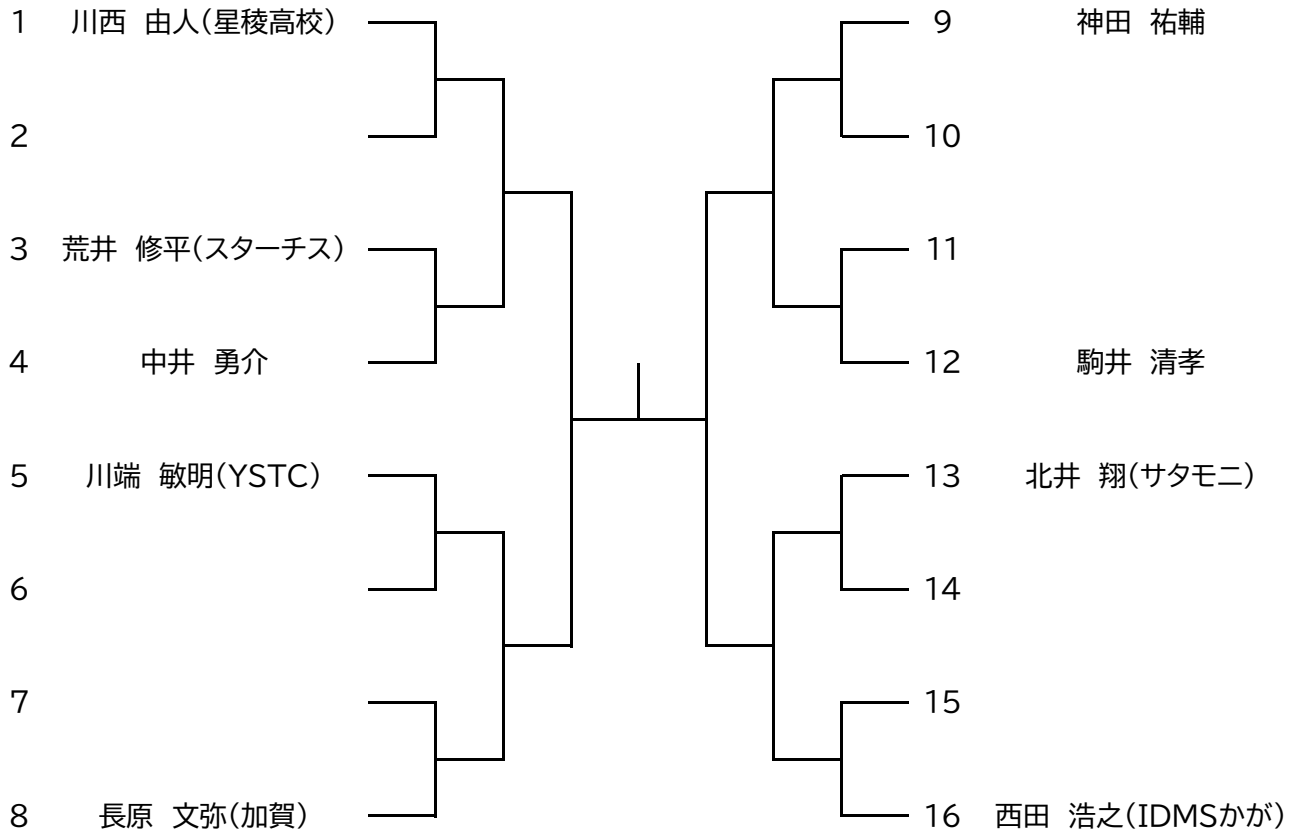 1 川西 由人(星稜高校)
2
3 荒井 修平(スターチス)
4 中井 勇介
5 川端 敏明(YSTC)
6
7
8 長原 文弥(加賀)
9 神田 祐輔
10
11
12 駒井 清孝
13 北井 翔(サタモニ)
14
15
16 西田 浩之(IDMSかが)